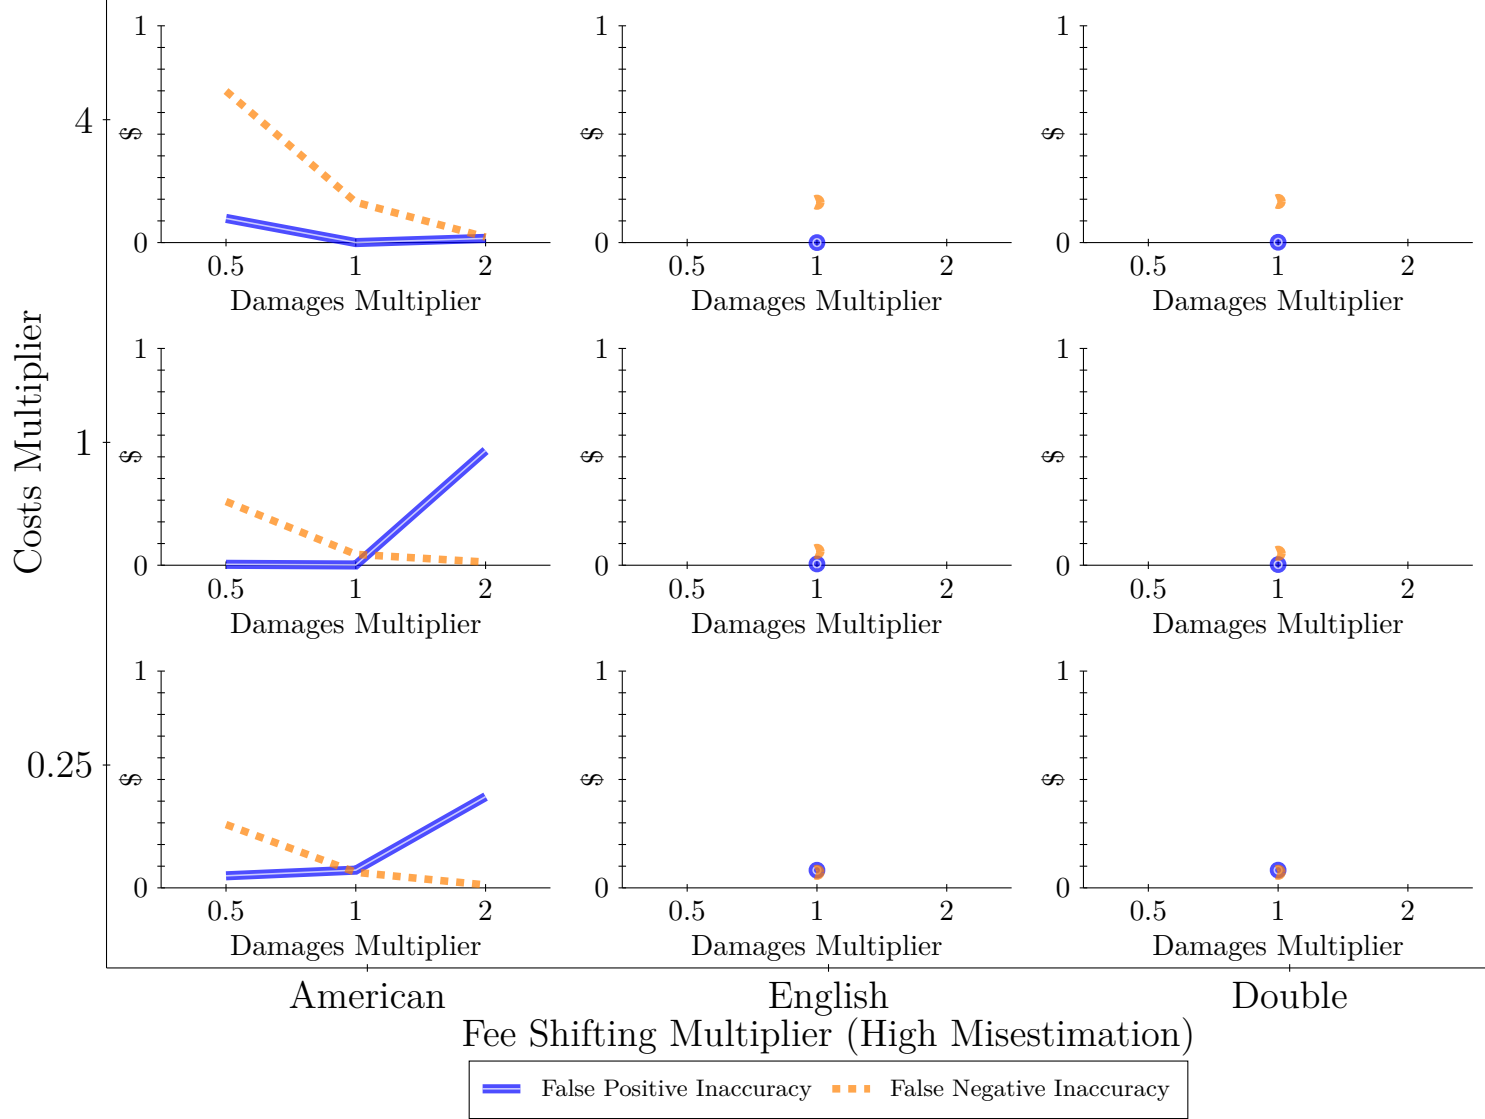 Costs Multiplier
4
1
0.25
1
$
0
0.5 1 2
Damages Multiplier
1
$
0
0.5 1 2
Damages Multiplier
1
$
0
0.5 1 2
Damages Multiplier
1
$
0
0.5 1 2
Damages Multiplier
1
$
0
0.5 1 2
Damages Multiplier
1
$
0
0.5 1 2
Damages Multiplier
1
$
0
0.5 1 2
Damages Multiplier
1
$
0
0.5 1 2
Damages Multiplier
1
$
0
0.5 1 2
Damages Multiplier
American English Double
Fee Shifting Multiplier (High Misestimation)
False Positive Inaccuracy False Negative Inaccuracy